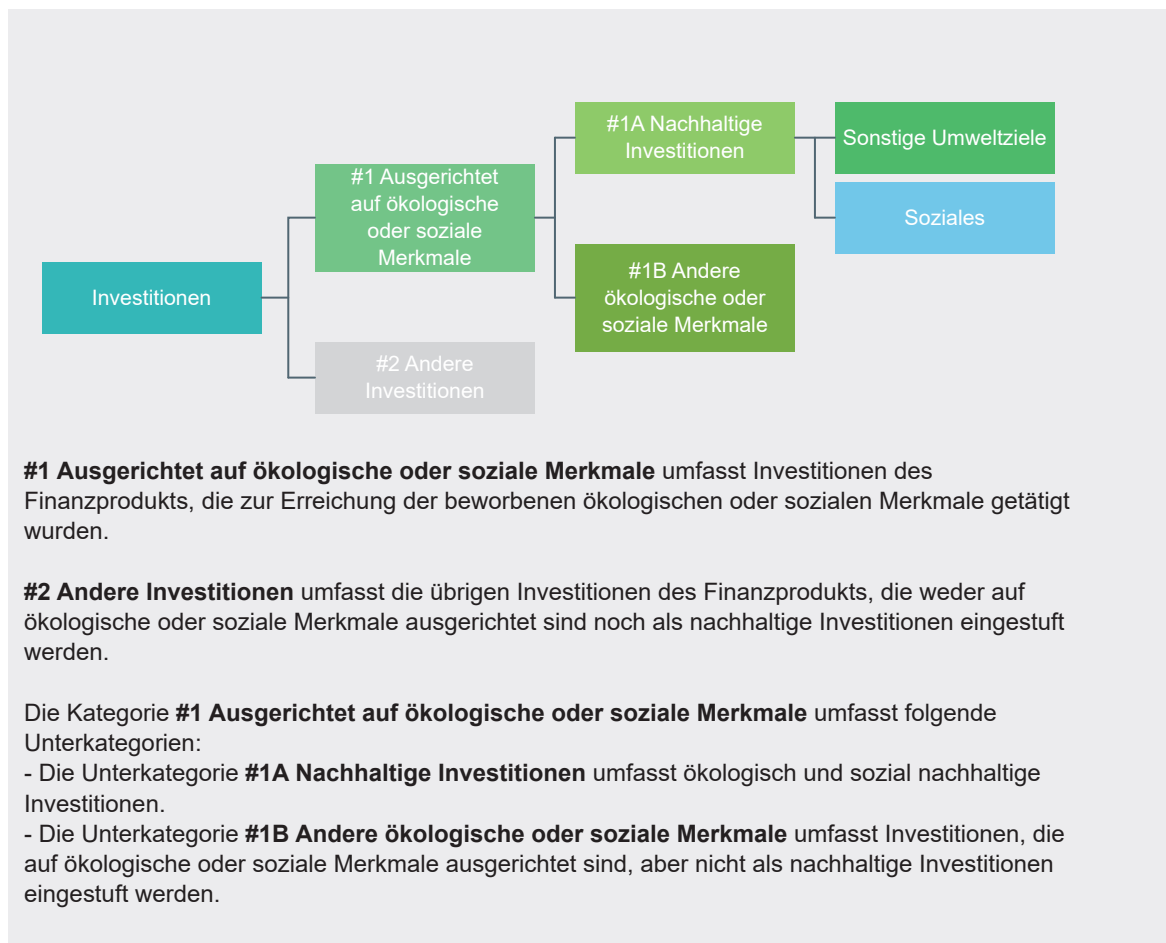 #1A Nachhaltige
Investitionen
Sonstige Umweltziele
#1 Ausgerichtet
auf ökologische
oder soziale
Merkmale
Soziales
Investitionen
#1B Andere
ökologische oder
soziale Merkmale
#2 Andere
Investitionen
#1 Ausgerichtet auf ökologische oder soziale Merkmale umfasst Investitionen des
Finanzprodukts, die zur Erreichung der beworbenen ökologischen oder sozialen Merkmale getätigt
wurden.
#2 Andere Investitionen umfasst die übrigen Investitionen des Finanzprodukts, die weder auf
ökologische oder soziale Merkmale ausgerichtet sind noch als nachhaltige Investitionen eingestuft
werden.
Die Kategorie #1 Ausgerichtet auf ökologische oder soziale Merkmale umfasst folgende
Unterkategorien:
- Die Unterkategorie #1A Nachhaltige Investitionen umfasst ökologisch und sozial nachhaltige
Investitionen.
- Die Unterkategorie #1B Andere ökologische oder soziale Merkmale umfasst Investitionen, die
auf ökologische oder soziale Merkmale ausgerichtet sind, aber nicht als nachhaltige Investitionen
eingestuft werden.